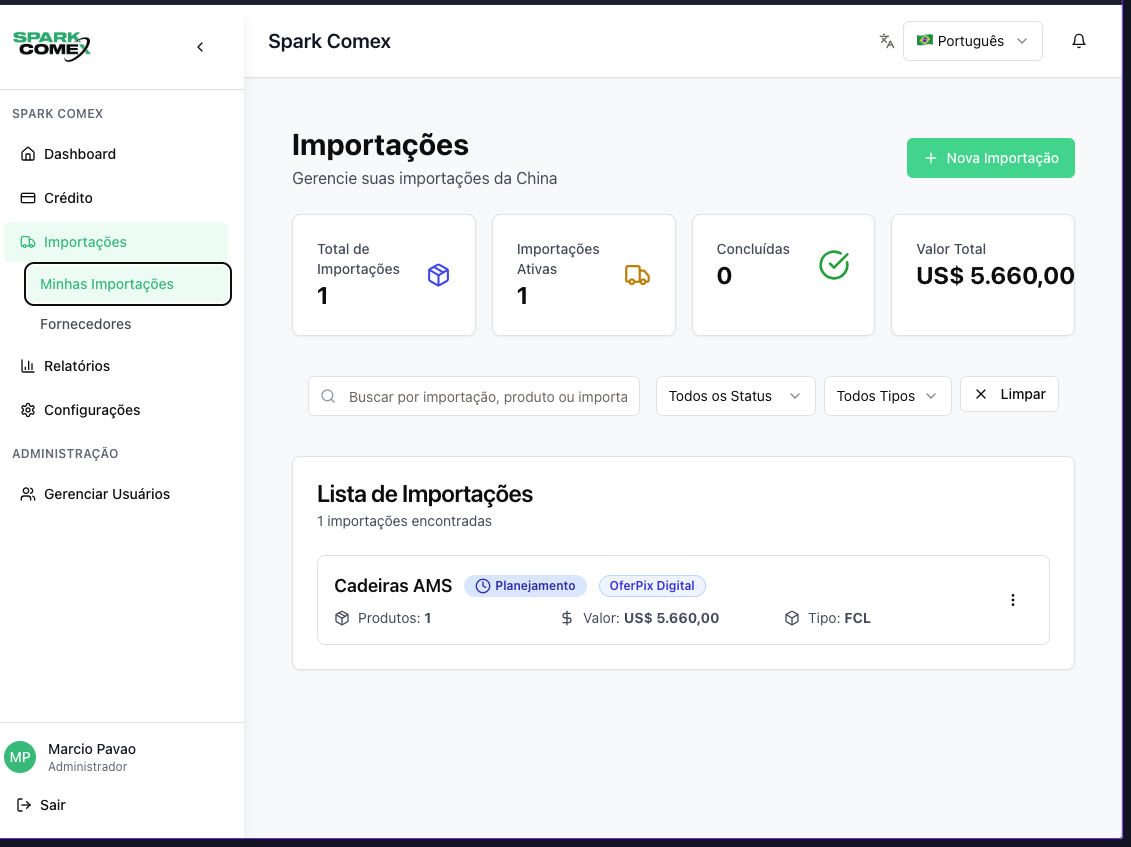 SPARK
COMEX
Spark Comex
Português
SPARK COMEX
Dashboard
Crédito
Importações
Minhas Importações
Fornecedores
Relatórios
Configurações
ADMINISTRAÇÃO
Gerenciar Usuários
MP
Marcio Pavao
Administrador
Sair
Importações
Gerencie suas importações da China
+ Nova Importação
Total de
Importações
1
Importações
Ativas
1
Concluídas
0
Valor Total
US$ 5.660,00
Buscar por importação, produto ou importa
Todos os Status
Todos Tipos
Limpar
Lista de Importações
1 importações encontradas
Cadeiras AMS Planejamento OferPix Digital
Produtos: 1 $ Valor: US$ 5.660,00 Tipo: FCL